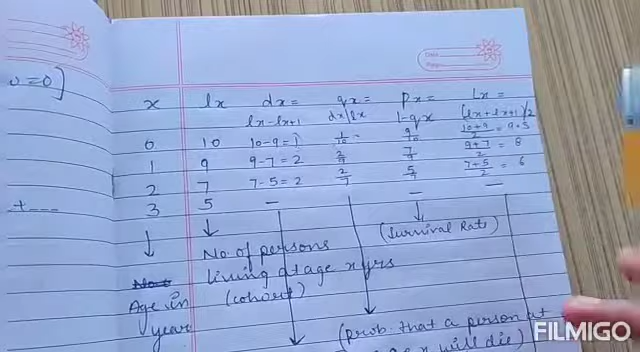 υ=0)]
x lx dx= qx= px= Lx=
lx-lx+1 dx/lx 1-qx (lx+lx+1)/2
0 10 10-9=1 1/10 9/10 10+9/2=9.5
1 9 9-7=2 2/9 7/9 9+7/2=8
2 7 7-5=2 2/7 5/7 7+5/2=6
3 5 - - - -
+---
No. of persons (Survival Rate)
living at age x yrs
Age in (cohort)
year
(prob. that a person at
x will die)
FILMIGO